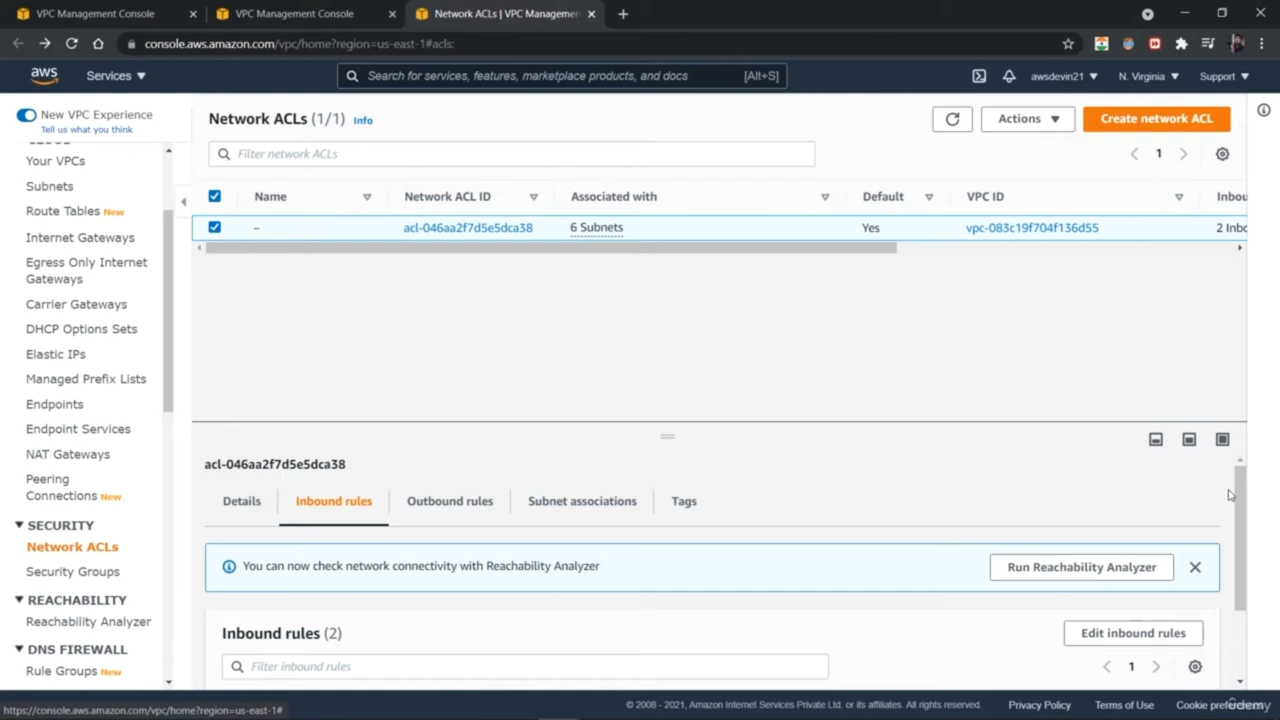 VPC Management Console
VPC Management Console
Network ACLs | VPC Managemen
console.aws.amazon.com/vpc/home?region=us-east-1#acls:
aws
Services
Search for services, features, marketplace products, and docs
[Alt+S]
awsdevin21
N. Virginia
Support
New VPC Experience
Tell us what you think
Your VPCs
Subnets
Route Tables New
Internet Gateways
Egress Only Internet
Gateways
Carrier Gateways
DHCP Options Sets
Elastic IPs
Managed Prefix Lists
Endpoints
Endpoint Services
NAT Gateways
Peering
Connections New
SECURITY
Network ACLs
Security Groups
REACHABILITY
Reachability Analyzer
DNS FIREWALL
Rule Groups New
Network ACLs (1/1) Info
Actions
Create network ACL
Filter network ACLs
1
Name
Network ACL ID
Associated with
Default
VPC ID
Inbou
–
acl-046aa2f7d5e5dca38
6 Subnets
Yes
vpc-083c19f704f136d55
2 Inbo
acl-046aa2f7d5e5dca38
Details
Inbound rules
Outbound rules
Subnet associations
Tags
You can now check network connectivity with Reachability Analyzer
Run Reachability Analyzer
Inbound rules (2)
Edit inbound rules
Filter inbound rules
1
https://console.aws.amazon.com/vpc/home?region=us-east-1#
© 2008 - 2021, Amazon Internet Services Private Ltd. or its affiliates. All rights reserved.
Privacy Policy
Terms of Use
Cookie preferences
Udemy